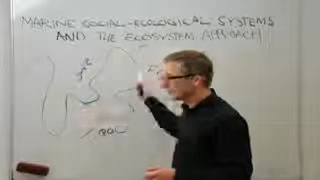 MARINE SOCIAL-ECOLOGICAL SYSTEMS
AND THE ECOSYSTEM APPROACH